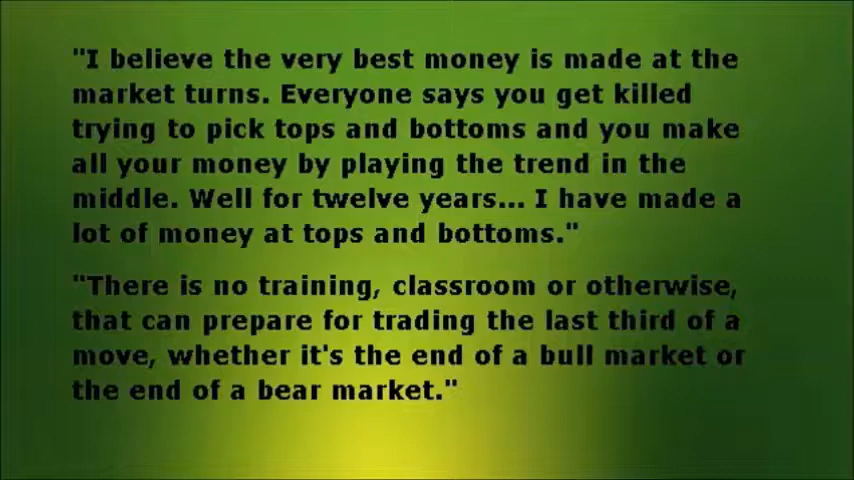 "I believe the very best money is made at the
market turns. Everyone says you get killed
trying to pick tops and bottoms and you make
all your money by playing the trend in the
middle. Well for twelve years... I have made a
lot of money at tops and bottoms."
"There is no training, classroom or otherwise,
that can prepare for trading the last third of a
move, whether it's the end of a bull market or
the end of a bear market."